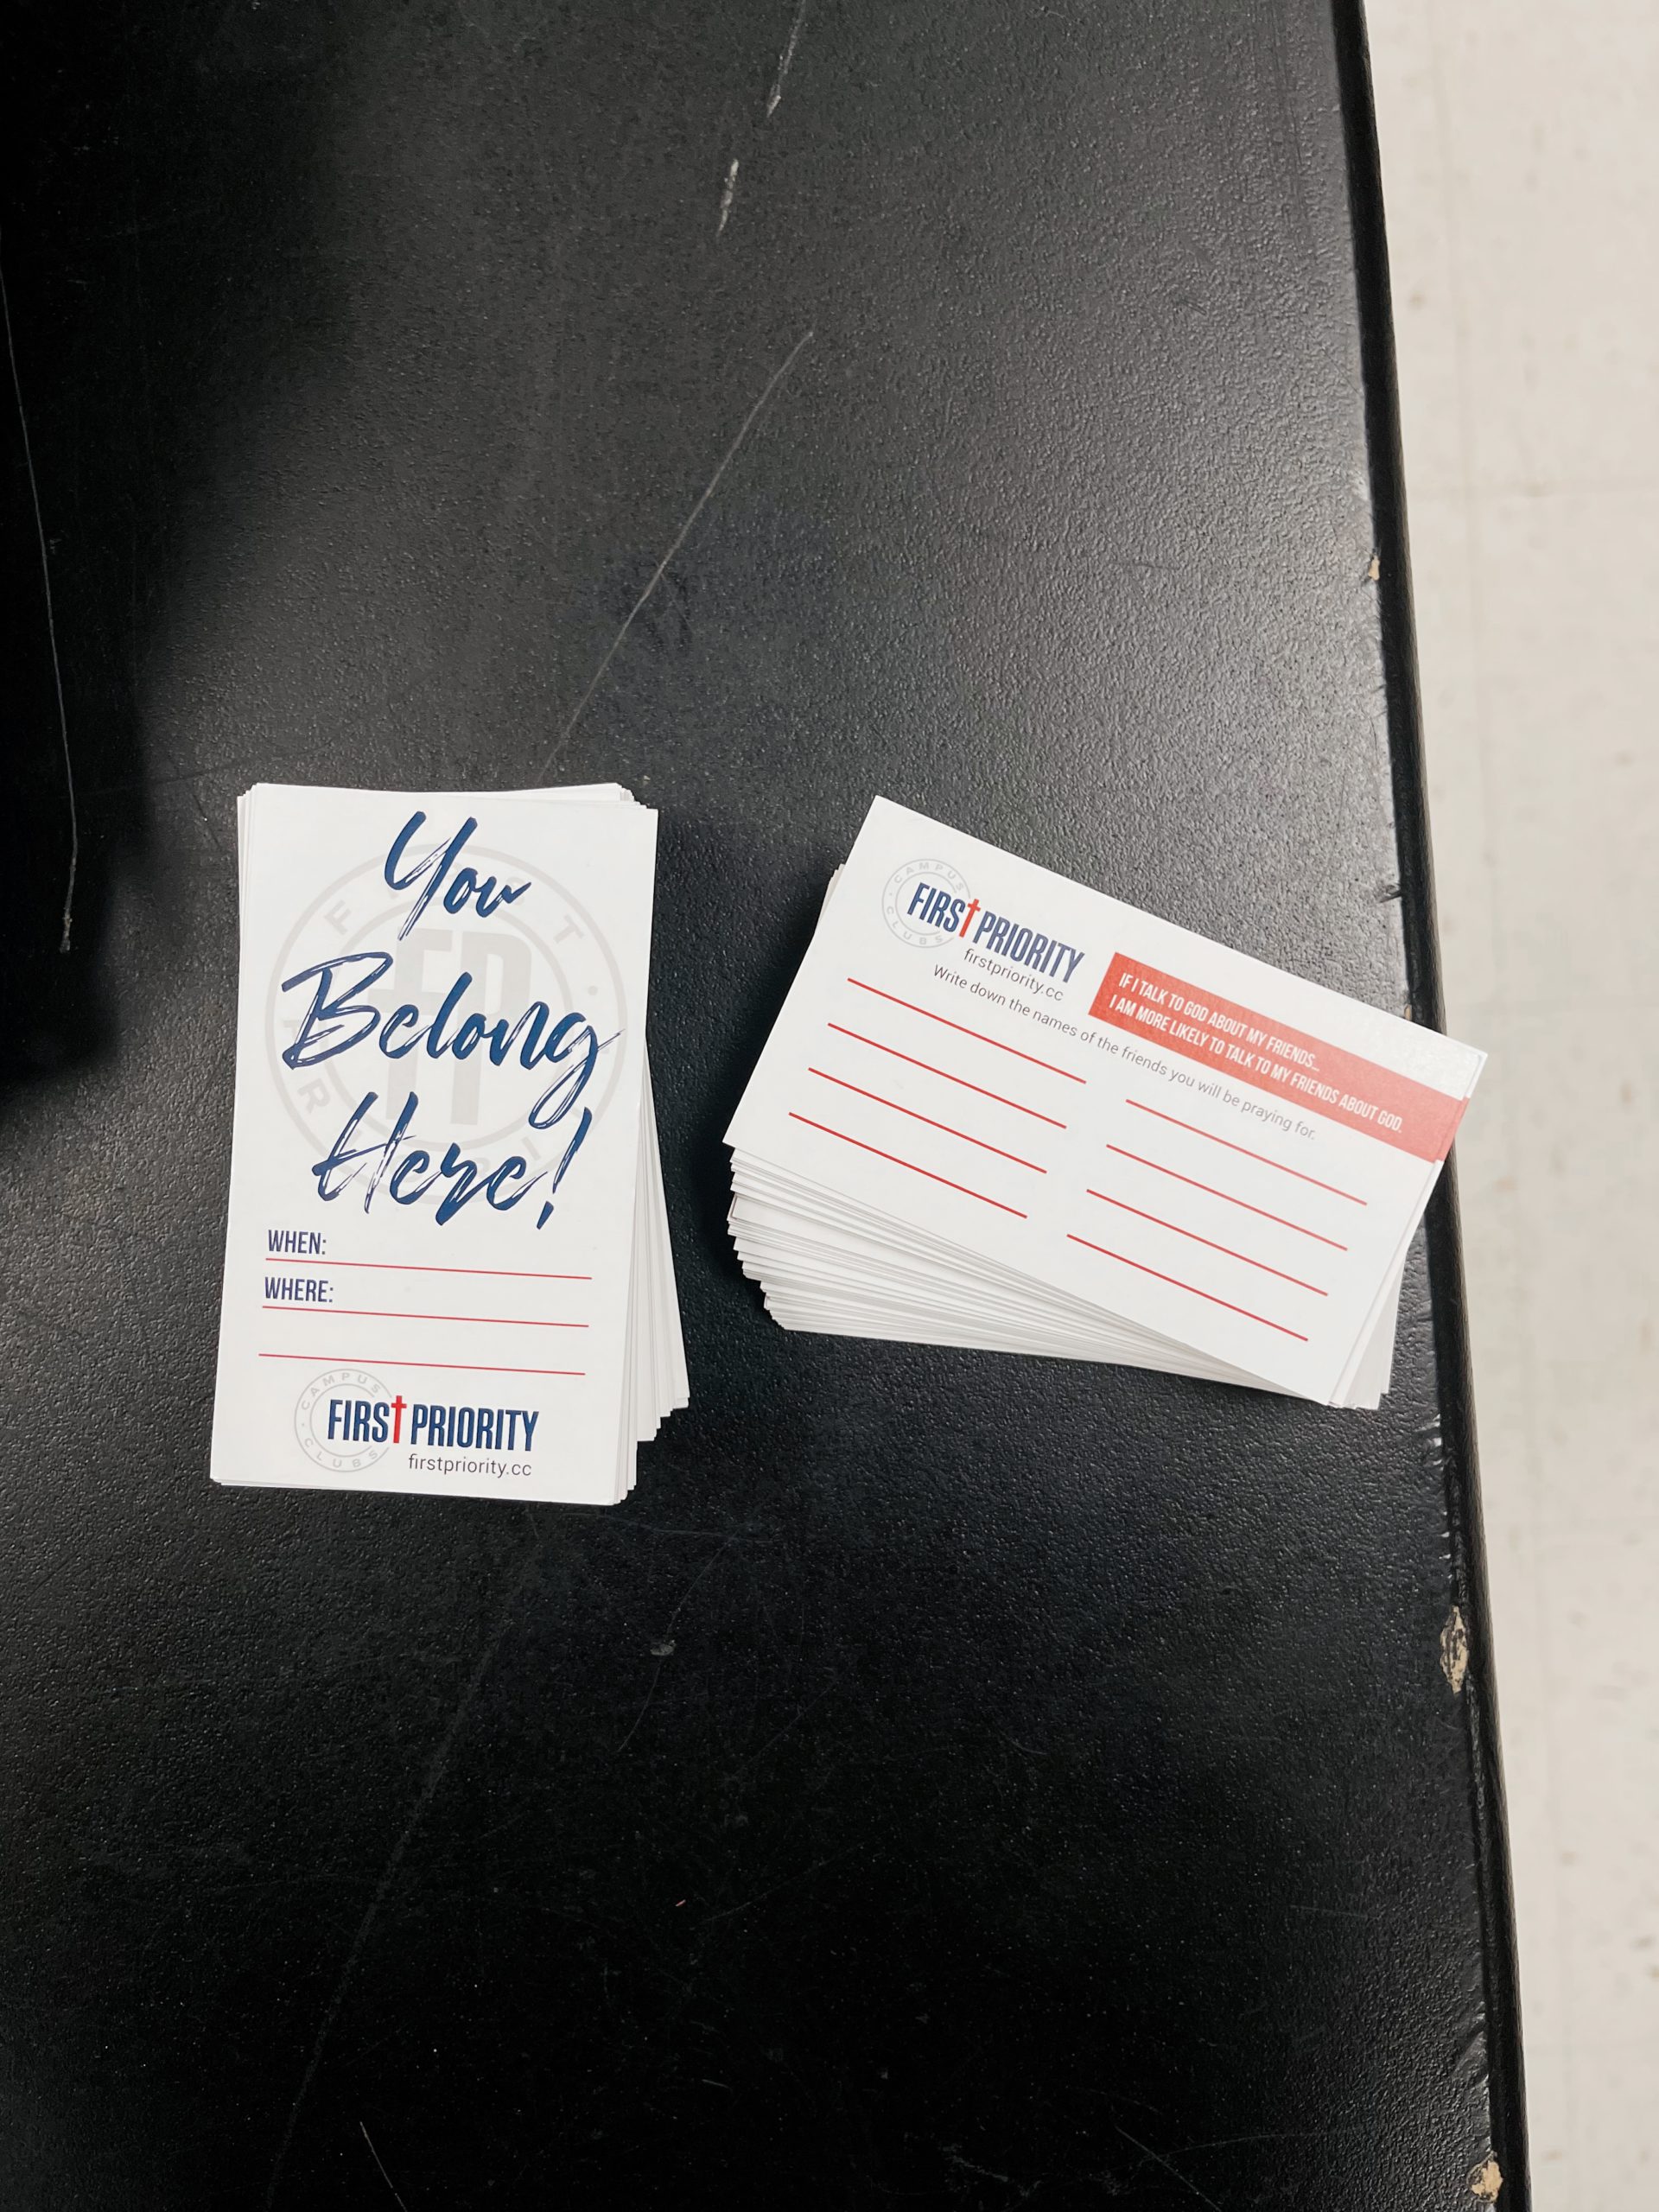 You
Belong
Here!
WHEN:
WHERE:
CAMPUS
CLUBS
FIRST PRIORITY
firstpriority.cc
CAMPUS
CLUBS
FIRST PRIORITY
firstpriority.cc
IF I TALK TO GOD ABOUT MY FRIENDS...
I AM MORE LIKELY TO TALK TO MY FRIENDS ABOUT GOD.
Write down the names of the friends you will be praying for.